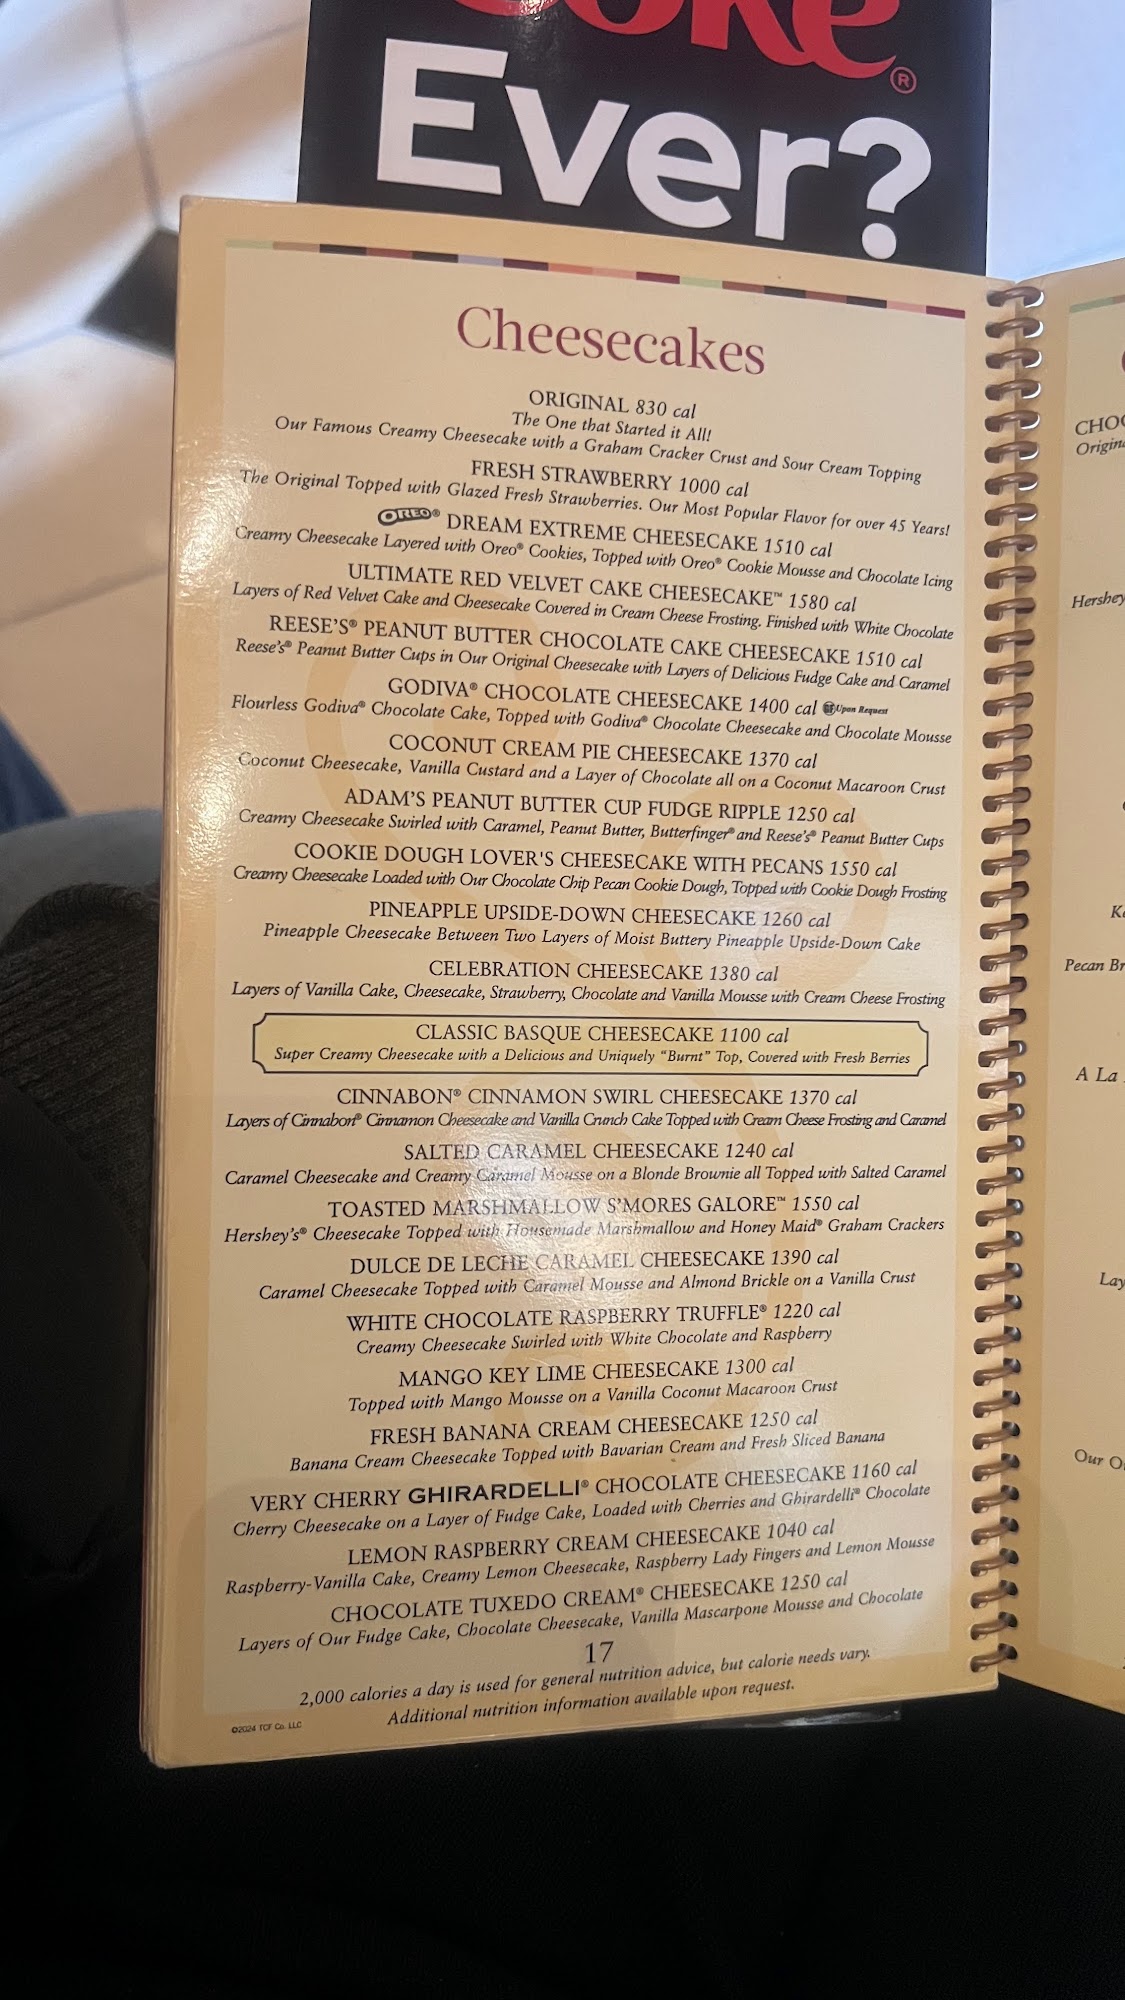 Coke®
Ever?
Cheesecakes
ORIGINAL 830 cal
The One that Started it All!
Our Famous Creamy Cheesecake with a Graham Cracker Crust and Sour Cream Topping
FRESH STRAWBERRY 1000 cal
The Original Topped with Glazed Fresh Strawberries. Our Most Popular Flavor for over 45 Years!
OREO® DREAM EXTREME CHEESECAKE 1510 cal
Creamy Cheesecake Layered with Oreo® Cookies, Topped with Oreo® Cookie Mousse and Chocolate Icing
ULTIMATE RED VELVET CAKE CHEESECAKE™ 1580 cal
Layers of Red Velvet Cake and Cheesecake Covered in Cream Cheese Frosting. Finished with White Chocolate
REESE'S® PEANUT BUTTER CHOCOLATE CAKE CHEESECAKE 1510 cal
Reese's® Peanut Butter Cups in Our Original Cheesecake with Layers of Delicious Fudge Cake and Caramel
GODIVA® CHOCOLATE CHEESECAKE 1400 cal GF Upon Request
Flourless Godiva® Chocolate Cake, Topped with Godiva® Chocolate Cheesecake and Chocolate Mousse
COCONUT CREAM PIE CHEESECAKE 1370 cal
Coconut Cheesecake, Vanilla Custard and a Layer of Chocolate all on a Coconut Macaroon Crust
ADAM'S PEANUT BUTTER CUP FUDGE RIPPLE 1250 cal
Creamy Cheesecake Swirled with Caramel, Peanut Butter, Butterfinger® and Reese's® Peanut Butter Cups
COOKIE DOUGH LOVER'S CHEESECAKE WITH PECANS 1550 cal
Creamy Cheesecake Loaded with Our Chocolate Chip Pecan Cookie Dough, Topped with Cookie Dough Frosting
PINEAPPLE UPSIDE-DOWN CHEESECAKE 1260 cal
Pineapple Cheesecake Between Two Layers of Moist Buttery Pineapple Upside-Down Cake
CELEBRATION CHEESECAKE 1380 cal
Layers of Vanilla Cake, Cheesecake, Strawberry, Chocolate and Vanilla Mousse with Cream Cheese Frosting
CLASSIC BASQUE CHEESECAKE 1100 cal
Super Creamy Cheesecake with a Delicious and Uniquely "Burnt" Top, Covered with Fresh Berries
CINNABON® CINNAMON SWIRL CHEESECAKE 1370 cal
Layers of Cinnabon® Cinnamon Cheesecake and Vanilla Crunch Cake Topped with Cream Cheese Frosting and Caramel
SALTED CARAMEL CHEESECAKE 1240 cal
Caramel Cheesecake and Creamy Caramel Mousse on a Blonde Brownie all Topped with Salted Caramel
TOASTED MARSHMALLOW S'MORES GALORE™ 1550 cal
Hershey's® Cheesecake Topped with Housemade Marshmallow and Honey Maid® Graham Crackers
DULCE DE LECHE CARAMEL CHEESECAKE 1390 cal
Caramel Cheesecake Topped with Caramel Mousse and Almond Brickle on a Vanilla Crust
WHITE CHOCOLATE RASPBERRY TRUFFLE® 1220 cal
Creamy Cheesecake Swirled with White Chocolate and Raspberry
MANGO KEY LIME CHEESECAKE 1300 cal
Topped with Mango Mousse on a Vanilla Coconut Macaroon Crust
FRESH BANANA CREAM CHEESECAKE 1250 cal
Banana Cream Cheesecake Topped with Bavarian Cream and Fresh Sliced Banana
VERY CHERRY GHIRARDELLI® CHOCOLATE CHEESECAKE 1160 cal
Cherry Cheesecake on a Layer of Fudge Cake, Loaded with Cherries and Ghirardelli® Chocolate
LEMON RASPBERRY CREAM CHEESECAKE 1040 cal
Raspberry-Vanilla Cake, Creamy Lemon Cheesecake, Raspberry Lady Fingers and Lemon Mousse
CHOCOLATE TUXEDO CREAM® CHEESECAKE 1250 cal
Layers of Our Fudge Cake, Chocolate Cheesecake, Vanilla Mascarpone Mousse and Chocolate
17
2,000 calories a day is used for general nutrition advice, but calorie needs vary.
Additional nutrition information available upon request.
©2024 TCF Co. LLC
Hershey
Pecan Br
A La
Lay